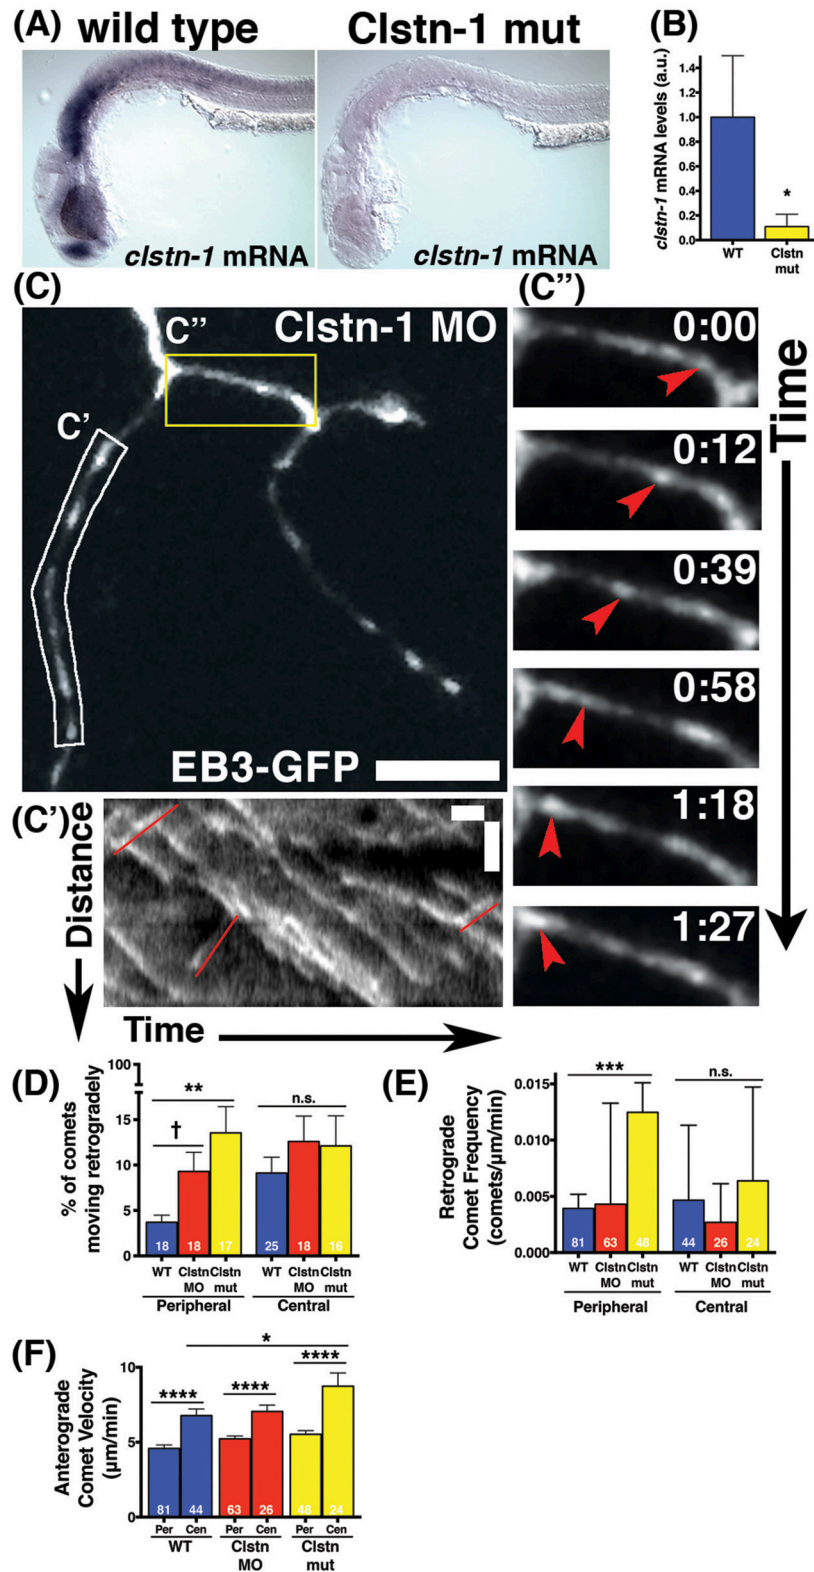 (A) wild type Clstn-1 mut
clstn-1 mRNA
clstn-1 mRNA
(B)
clstn-1 mRNA levels (a.u.)
1.4
1.2
1.0
0.8
0.6
0.4
0.2
0.0
*
WT Clstn mut
(C)
C''
Clstn-1 MO
C'
EB3-GFP
(C'')
Time
0:00
0:12
0:39
0:58
1:18
1:27
(C')
Distance
Time
(D)
% of comets
moving retrogradely
100
15
10
5
0
**
†
n.s.
18 18 17 25 18 16
WT Clstn Clstn WT Clstn Clstn
MO mut MO mut
Peripheral Central
(E)
Retrograde
Comet Frequency
(comets/µm/min)
0.015
0.010
0.005
0.000
***
n.s.
81 63 48 44 26 24
WT Clstn Clstn WT Clstn Clstn
MO mut MO mut
Peripheral Central
(F)
Anterograde
Comet Velocity
(µm/min)
10
5
0
*
**** **** ****
81 44 63 26 48 24
Per Cen Per Cen Per Cen
WT Clstn Clstn
MO mut